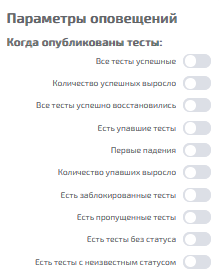 Параметры оповещений
Когда опубликованы тесты:
Все тесты успешные
Количество успешных выросло
Все тесты успешно восстановились
Есть упавшие тесты
Первые падения
Количество упавших выросло
Есть заблокированные тесты
Есть пропущенные тесты
Есть тесты без статуса
Есть тесты с неизвестным статусом